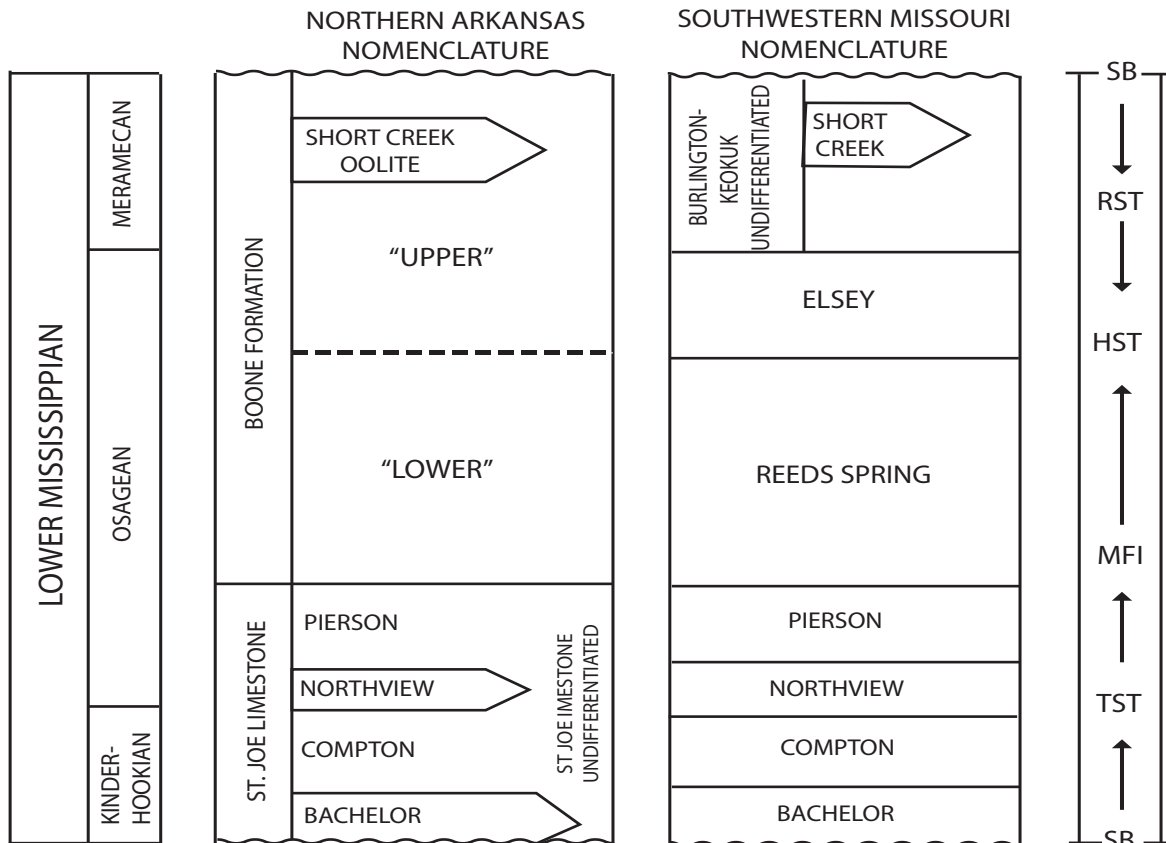 NORTHERN ARKANSAS
NOMENCLATURE
SOUTHWESTERN MISSOURI
NOMENCLATURE
LOWER MISSISSIPPIAN
MERAMECAN
OSAGEAN
KINDER-
HOOKIAN
BOONE FORMATION
SHORT CREEK
OOLITE
“UPPER”
“LOWER”
ST. JOE LIMESTONE
PIERSON
NORTHVIEW
COMPTON
BACHELOR
ST JOE IMESTONE
UNDIFFERENTIATED
BURLINGTON-
KEOKUK
UNDIFFERENTIATED
SHORT
CREEK
ELSEY
REEDS SPRING
PIERSON
NORTHVIEW
COMPTON
BACHELOR
SB
RST
HST
MFI
TST
SB